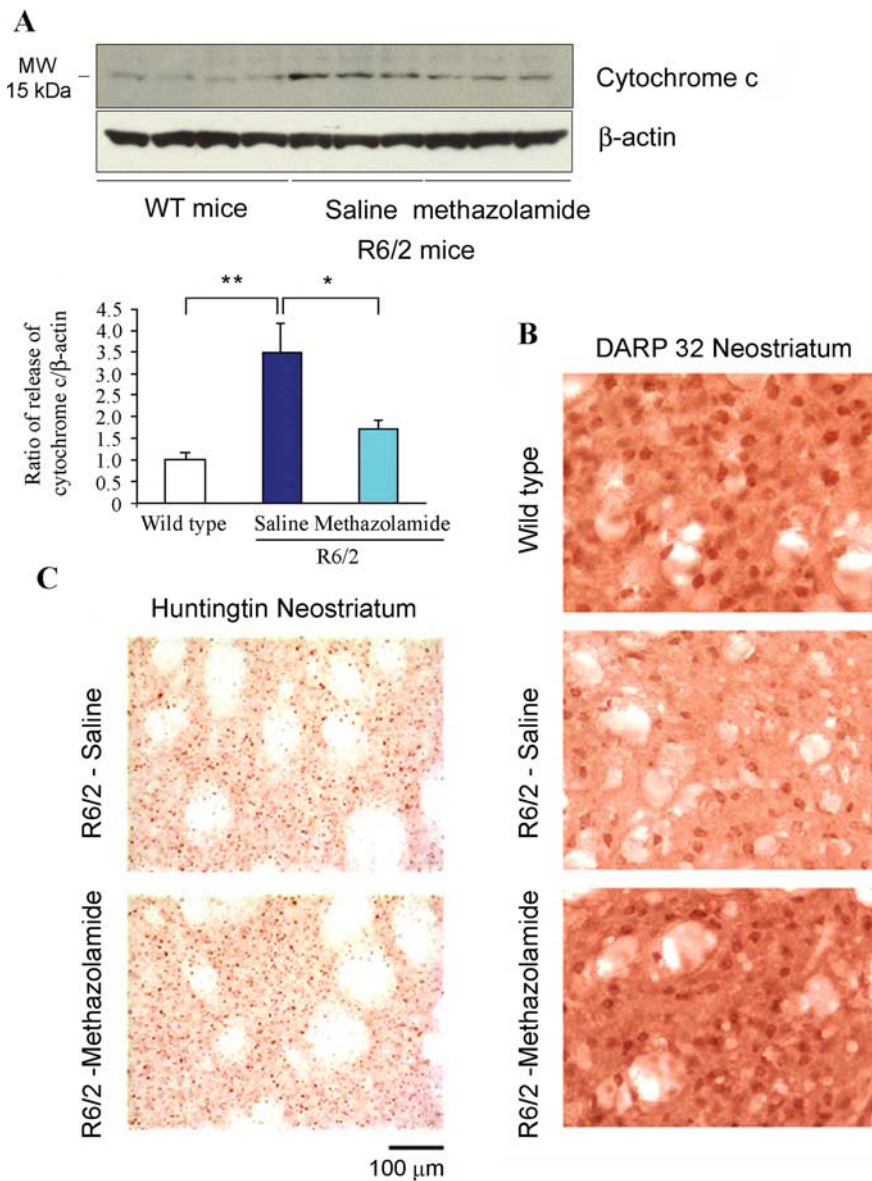 A
MW
15 kDa
Cytochrome c
β-actin
WT mice
Saline methazolamide
R6/2 mice
** *
Ratio of release of
cytochrome c/β-actin
4.5
4.0
3.5
3.0
2.5
2.0
1.5
1.0
0.5
0
Wild type
Saline Methazolamide
R6/2
B
DARP 32 Neostriatum
Wild type
R6/2 - Saline
R6/2 -Methazolamide
C
Huntingtin Neostriatum
R6/2 - Saline
R6/2 -Methazolamide
100 μm